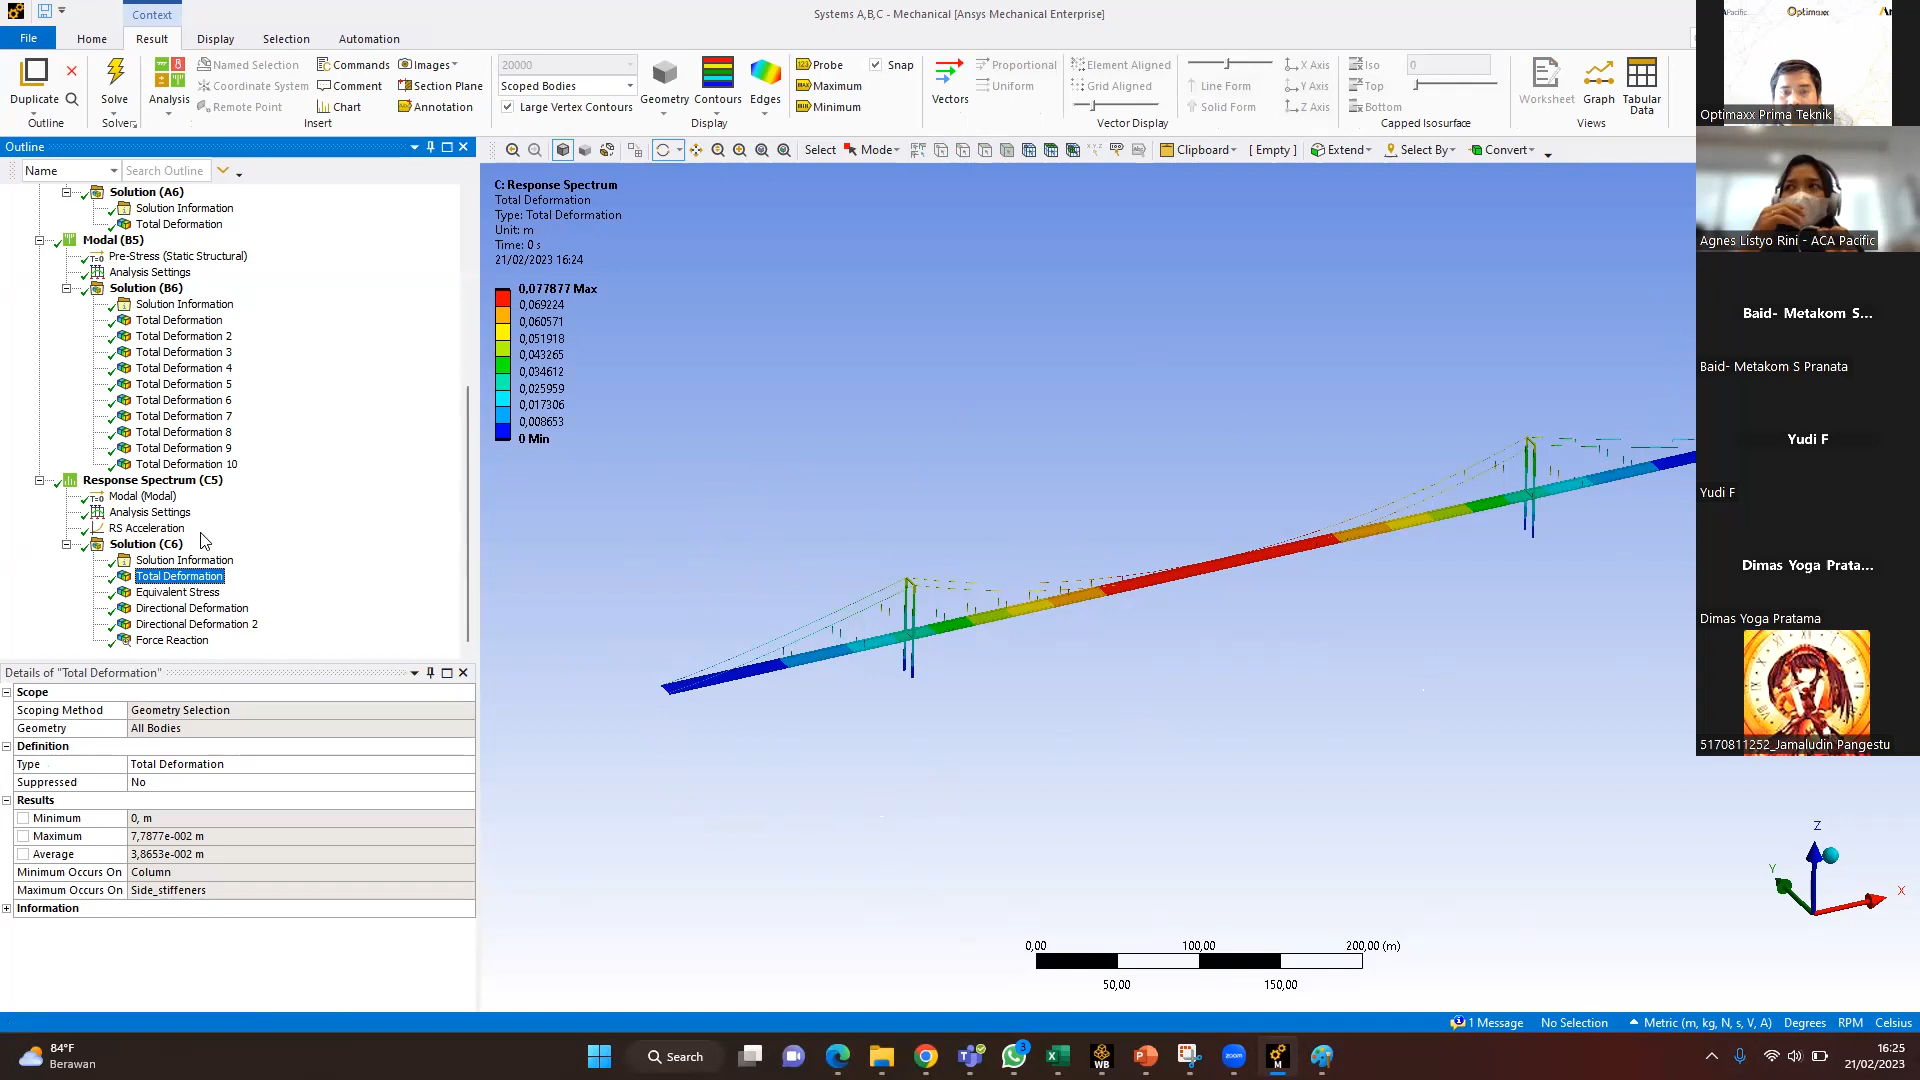 Context
Systems A,B,C - Mechanical [Ansys Mechanical Enterprise]
File
Home
Result
Display
Selection
Automation
Duplicate
Outline
Solve
Solver
Analysis
Named Selection
Coordinate System
Remote Point
Commands
Comment
Chart
Images
Section Plane
Annotation
Insert
20000
Scoped Bodies
Large Vertex Contours
Geometry
Contours
Edges
Display
Probe
Maximum
Minimum
Snap
Vectors
Proportional
Uniform
Element Aligned
Grid Aligned
Line Form
Solid Form
X Axis
Y Axis
Z Axis
Vector Display
Iso
Top
Bottom
0
Capped Isosurface
Worksheet
Graph
Tabular
Data
Views
Outline
Name
Search Outline
Select
Mode
Clipboard
[ Empty ]
Extend
Select By
Convert
Solution (A6)
Solution Information
Total Deformation
Modal (B5)
Pre-Stress (Static Structural)
Analysis Settings
Solution (B6)
Solution Information
Total Deformation
Total Deformation 2
Total Deformation 3
Total Deformation 4
Total Deformation 5
Total Deformation 6
Total Deformation 7
Total Deformation 8
Total Deformation 9
Total Deformation 10
Response Spectrum (C5)
Modal (Modal)
Analysis Settings
RS Acceleration
Solution (C6)
Solution Information
Total Deformation
Equivalent Stress
Directional Deformation
Directional Deformation 2
Force Reaction
Details of "Total Deformation"
Scope
Scoping Method Geometry Selection
Geometry All Bodies
Definition
Type Total Deformation
Suppressed No
Results
Minimum 0, m
Maximum 7,7877e-002 m
Average 3,8653e-002 m
Minimum Occurs On Column
Maximum Occurs On Side_stiffeners
Information
C: Response Spectrum
Total Deformation
Type: Total Deformation
Unit: m
Time: 0 s
21/02/2023 16:24
0,077877 Max
0,069224
0,060571
0,051918
0,043265
0,034612
0,025959
0,017306
0,008653
0 Min
Z
Y
X
0,00 100,00 200,00 (m)
50,00 150,00
Optimaxx
Optimaxx Prima Teknik
Agnes Listyo Rini - ACA Pacific
Baid- Metakom S...
Baid- Metakom S Pranata
Yudi F
Yudi F
Dimas Yoga Prata...
Dimas Yoga Pratama
5170811252_Jamaludin Pangestu
1 Message
No Selection
Metric (m, kg, N, s, V, A)
Degrees
RPM
Celsius
84°F
Berawan
Search
3
WB
zoom
M
16:25
21/02/2023